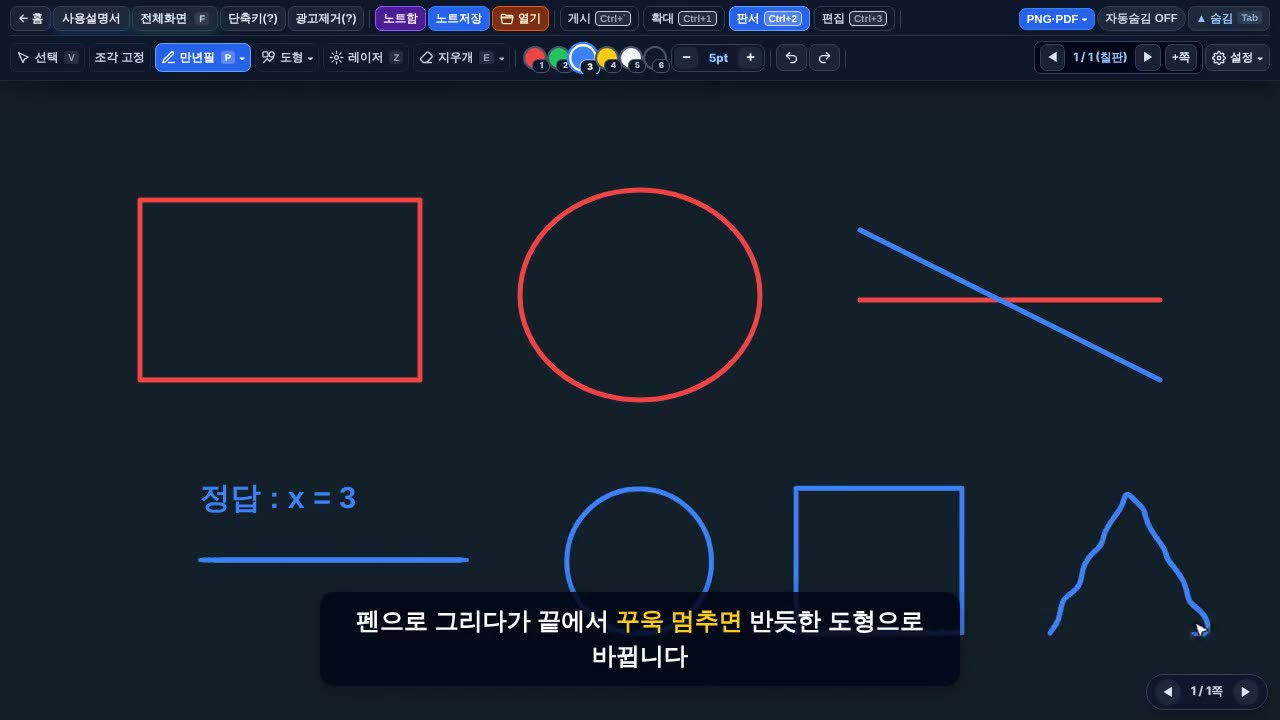 ← 홈 사용설명서 전체화면 F 단축키(?) 광고제거(?) 노트함 노트저장 열기 게시 Ctrl+` 확대 Ctrl+1 판서 Ctrl+2 편집 Ctrl+3 PNG·PDF 자동숨김 OFF ▲ 숨김 Tab
선택 V 조각 고정 만년필 P 도형 레이저 Z 지우개 E 1 2 3 4 5 6 − 5pt + ◀ 1 / 1(칠판) ▶ +쪽 설정
정답 : x = 3
펜으로 그리다가 끝에서 꾸욱 멈추면 반듯한 도형으로
바뀝니다
◀ 1 / 1쪽 ▶